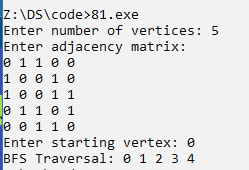 Z:\DS\code>81.exe
Enter number of vertices: 5
Enter adjacency matrix:
0 1 1 0 0
1 0 0 1 0
1 0 0 1 1
0 1 1 0 1
0 0 1 1 0
Enter starting vertex: 0
BFS Traversal: 0 1 2 3 4